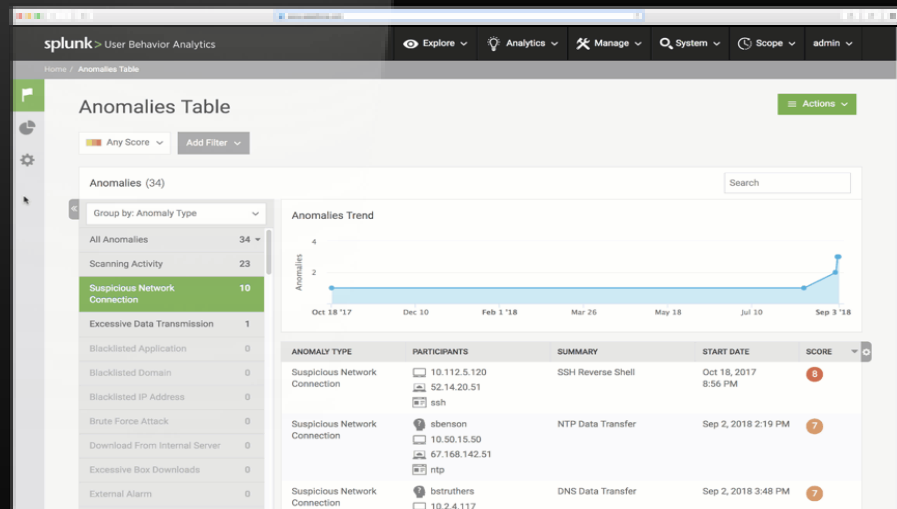 splunk> User Behavior Analytics
Explore
Analytics
Manage
System
Scope
admin
Home / Anomalies Table
Anomalies Table
Actions
Any Score
Add Filter
Anomalies (34)
Search
Group by: Anomaly Type
All Anomalies 34
Scanning Activity 23
Suspicious Network
Connection 10
Excessive Data Transmission 1
Blacklisted Application 0
Blacklisted Domain 0
Blacklisted IP Address 0
Brute Force Attack 0
Download From Internal Server 0
Excessive Box Downloads 0
External Alarm 0
Anomalies Trend
Anomalies
4
2
Oct 18 '17 Dec 10 Feb 1 '18 Mar 26 May 18 Jul 10 Sep 3 '18
ANOMALY TYPE PARTICIPANTS SUMMARY START DATE SCORE
Suspicious Network 10.112.5.120 SSH Reverse Shell Oct 18, 2017 8
Connection 52.14.20.51 8:56 PM
ssh
Suspicious Network sbenson NTP Data Transfer Sep 2, 2018 2:19 PM 7
Connection 10.50.15.50
67.168.142.51
ntp
Suspicious Network bstruthers DNS Data Transfer Sep 2, 2018 3:48 PM 7
Connection 10.2.4.117